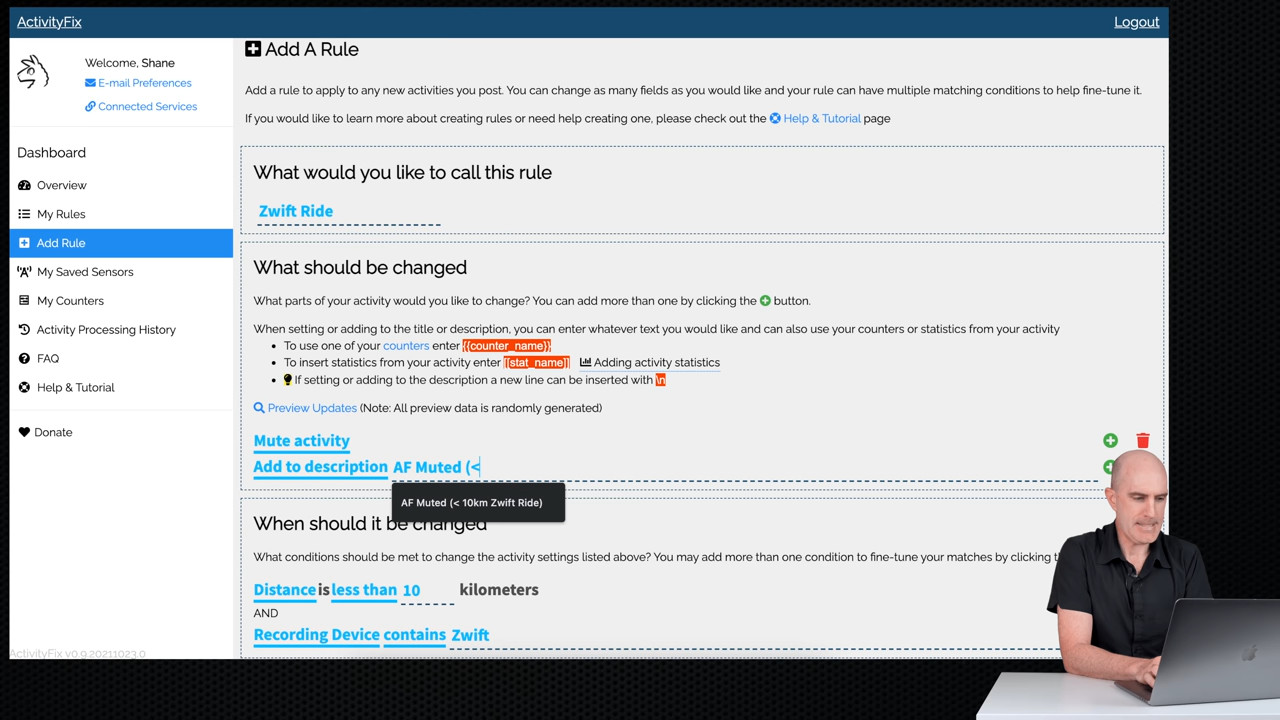 ActivityFix
Logout
Welcome, Shane
E-mail Preferences
Connected Services
Dashboard
Overview
My Rules
Add Rule
My Saved Sensors
My Counters
Activity Processing History
FAQ
Help & Tutorial
Donate
ActivityFix v0.9.20211023.0
Add A Rule
Add a rule to apply to any new activities you post. You can change as many fields as you would like and your rule can have multiple matching conditions to help fine-tune it.
If you would like to learn more about creating rules or need help creating one, please check out the Help & Tutorial page
What would you like to call this rule
Zwift Ride
What should be changed
What parts of your activity would you like to change? You can add more than one by clicking the button.
When setting or adding to the title or description, you can enter whatever text you would like and can also use your counters or statistics from your activity
To use one of your counters enter {{counter_name}}
To insert statistics from your activity enter [[stat_name]] Adding activity statistics
If setting or adding to the description a new line can be inserted with \n
Preview Updates (Note: All preview data is randomly generated)
Mute activity
Add to description AF Muted (<
AF Muted (< 10km Zwift Ride)
When should it be changed
What conditions should be met to change the activity settings listed above? You may add more than one condition to fine-tune your matches by clicking
Distance is less than 10 kilometers
AND
Recording Device contains Zwift